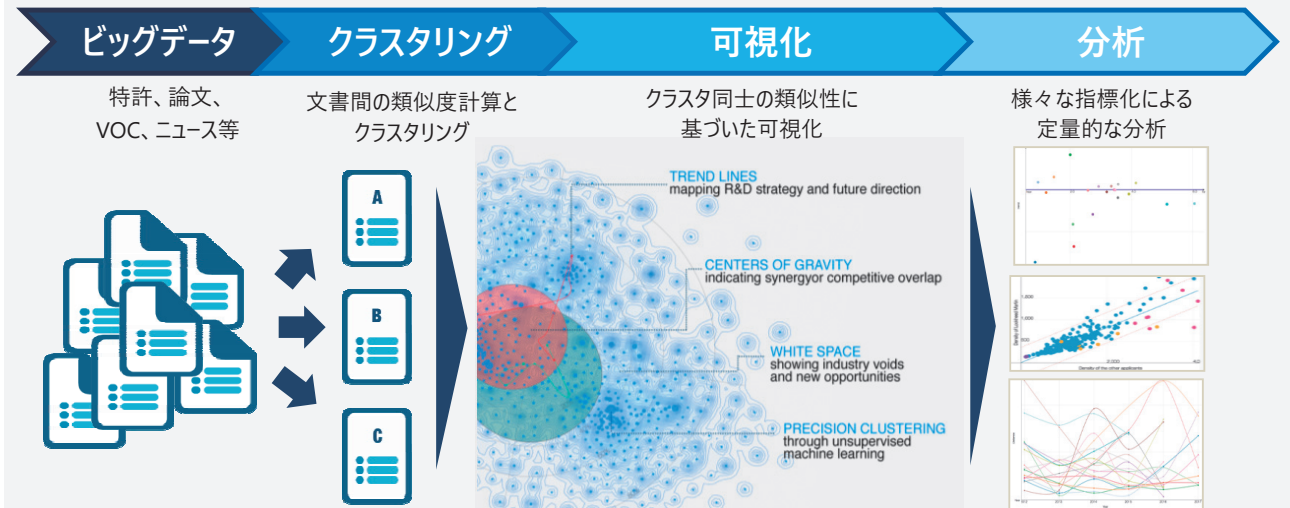 ビッグデータ
クラスタリング
可視化
分析
特許、論文、
VOC、ニュース等
文書間の類似度計算と
クラスタリング
クラスタ同士の類似性に
基づいた可視化
様々な指標化による
定量的な分析
A
B
C
TREND LINES
mapping R&D strategy and future direction
CENTERS OF GRAVITY
indicating synergyor competitive overlap
WHITE SPACE
showing industry voids
and new opportunities
PRECISION CLUSTERING
through unsupervised
machine learning
Density of the other applicants